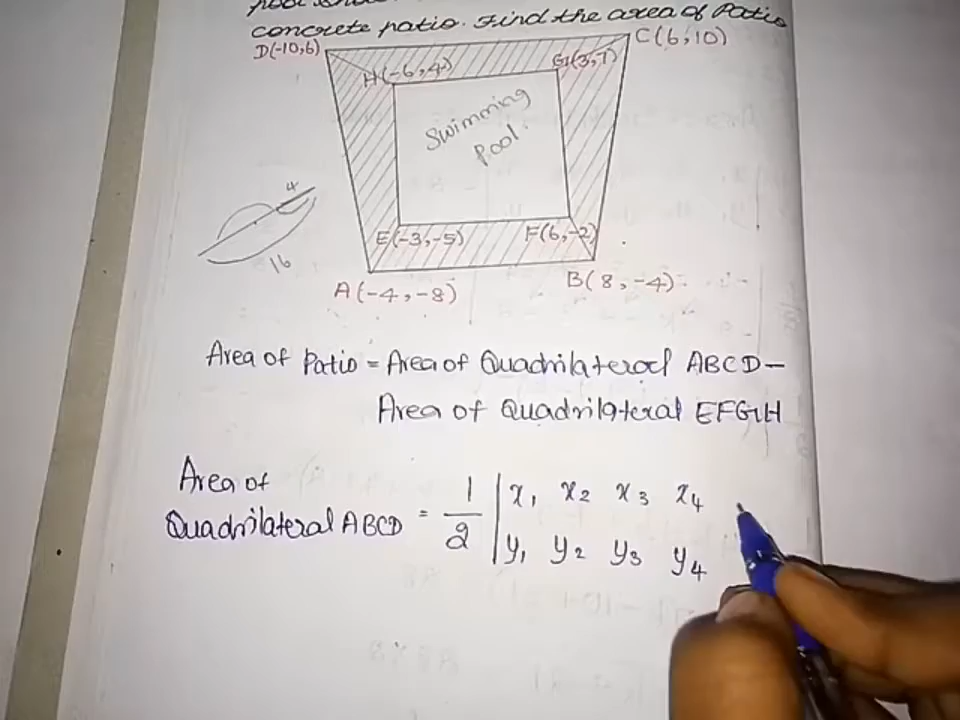 concrete patio. Find the area of Patio
D(-10,6)
C(6,10)
H(-6,4)
G(3,7)
Swimming
pool.
4
16
E(-3,-5)
F(6,-2)
A(-4,-8)
B(8,-4)
Area of Patio = Area of Quadrilateral ABCD -
Area of Quadrilateral EFGH
Area of
Quadrilateral ABCD = 1/2 | x₁ x₂ x₃ x₄
y₁ y₂ y₃ y₄